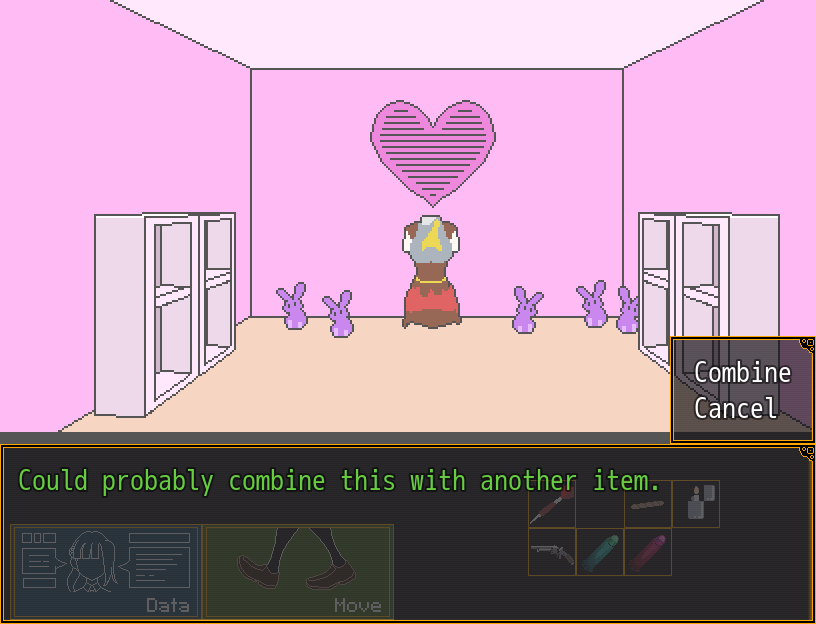 Combine
Cancel
Could probably combine this with another item.
Data
Move